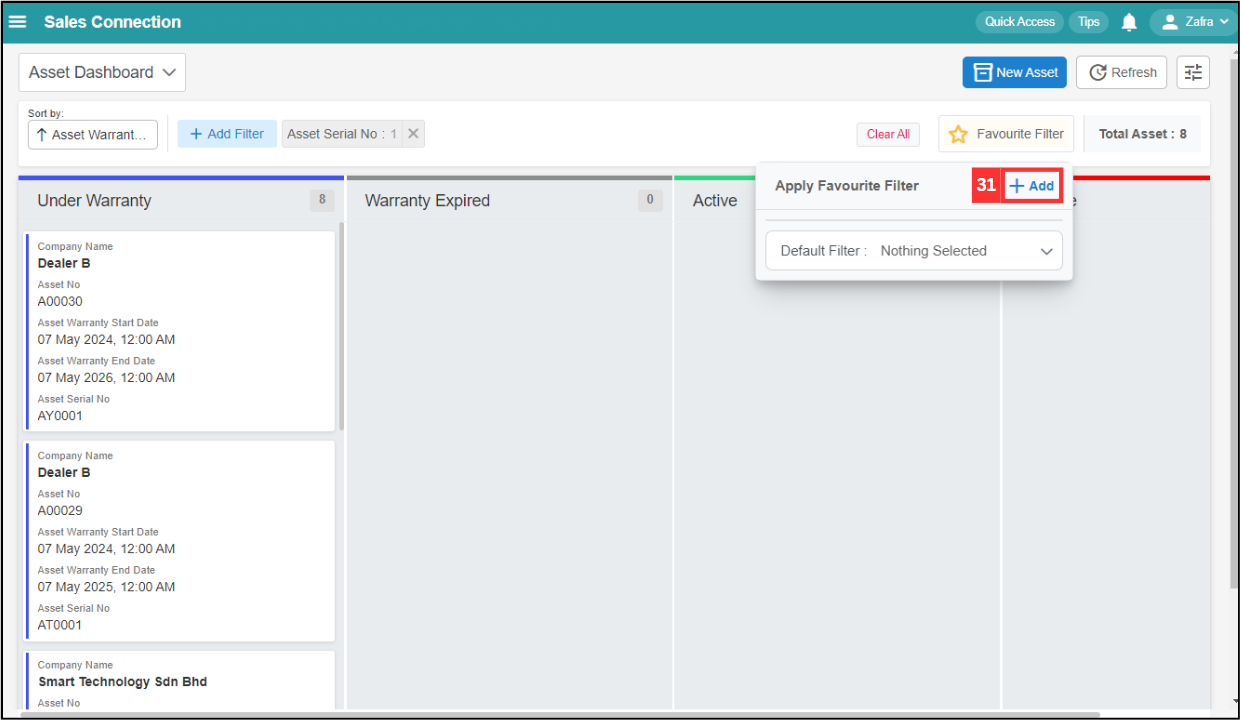 Sales Connection
Quick Access
Tips
Zafra
Asset Dashboard
New Asset
Refresh
Sort by:
Asset Warrant...
+ Add Filter
Asset Serial No : 1
Clear All
Favourite Filter
Total Asset : 8
Apply Favourite Filter
31
+ Add
Default Filter : Nothing Selected
Under Warranty
8
Warranty Expired
0
Active
Company Name
Dealer B
Asset No
A00030
Asset Warranty Start Date
07 May 2024, 12:00 AM
Asset Warranty End Date
07 May 2026, 12:00 AM
Asset Serial No
AY0001
Company Name
Dealer B
Asset No
A00029
Asset Warranty Start Date
07 May 2024, 12:00 AM
Asset Warranty End Date
07 May 2025, 12:00 AM
Asset Serial No
AT0001
Company Name
Smart Technology Sdn Bhd
Asset No